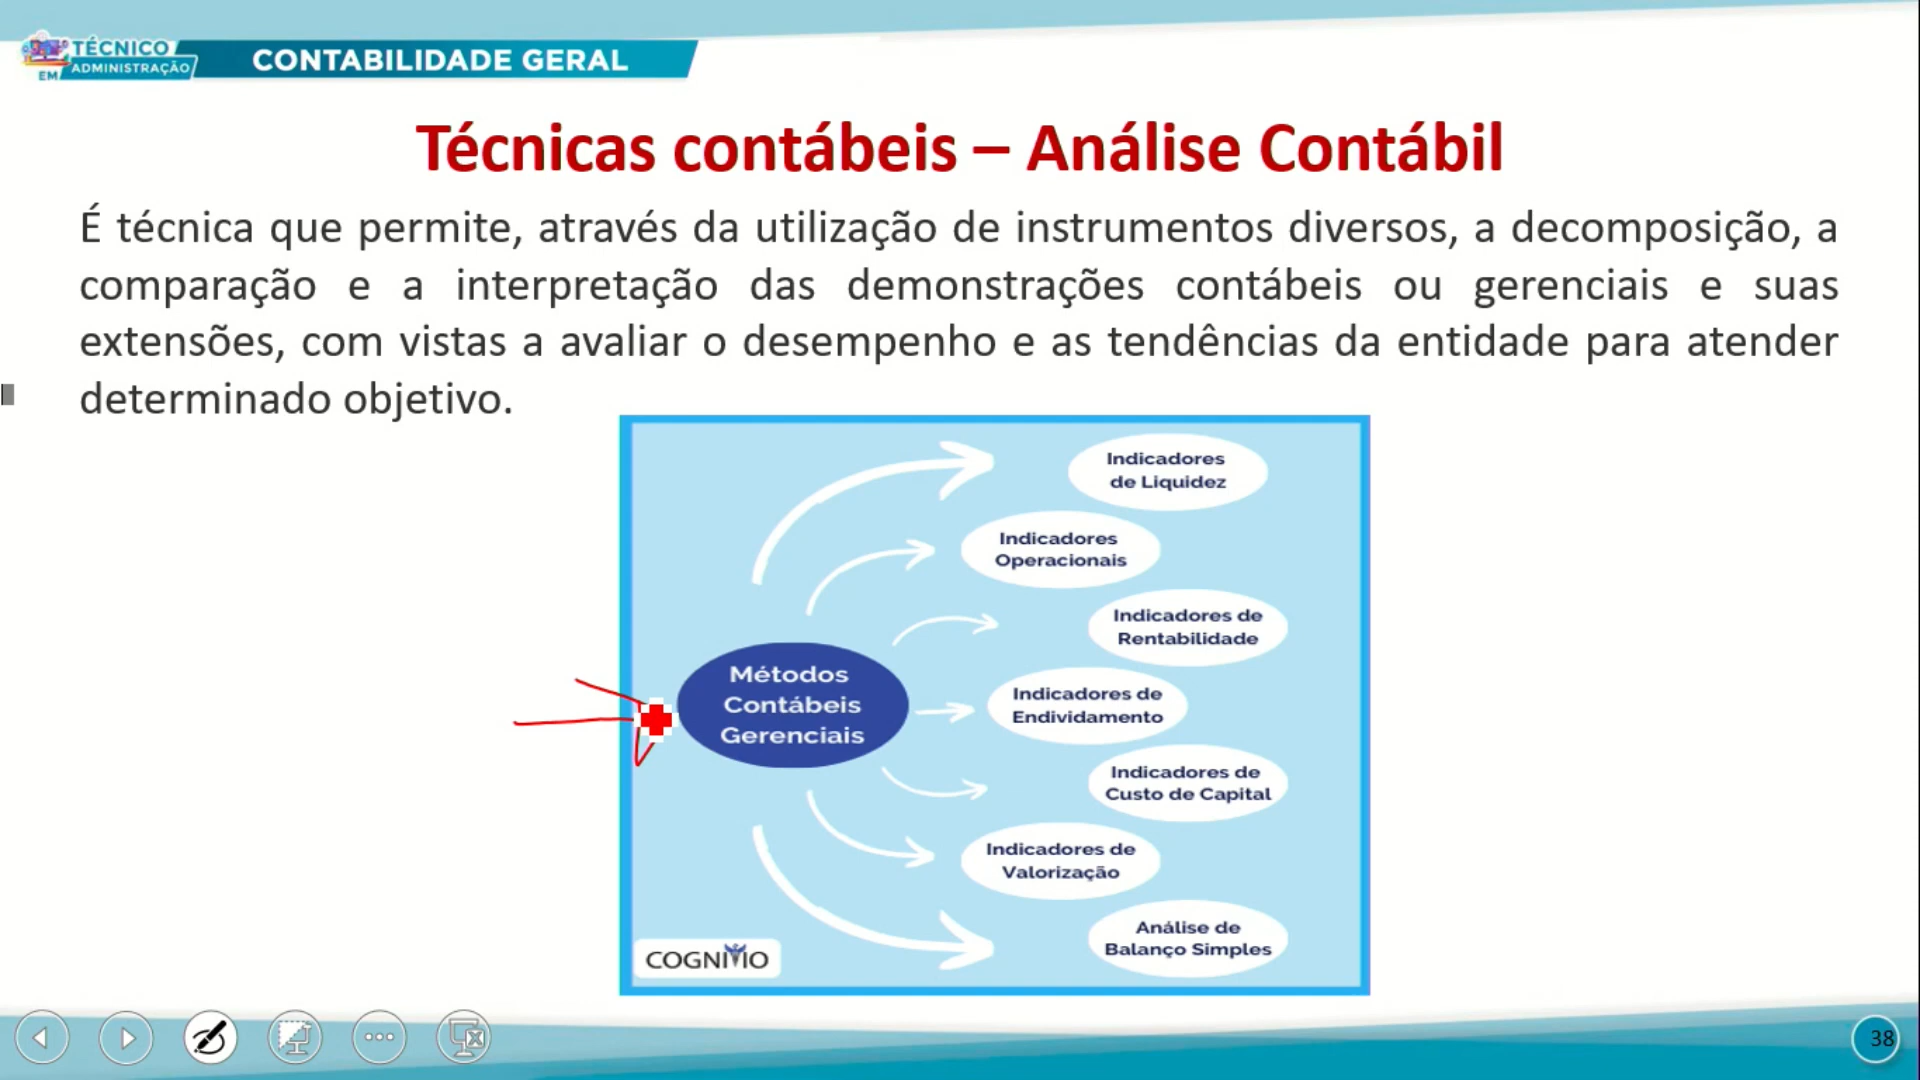 TÉCNICO
EM ADMINISTRAÇÃO
CONTABILIDADE GERAL
Técnicas contábeis – Análise Contábil
É técnica que permite, através da utilização de instrumentos diversos, a decomposição, a
comparação e a interpretação das demonstrações contábeis ou gerenciais e suas
extensões, com vistas a avaliar o desempenho e as tendências da entidade para atender
determinado objetivo.
Indicadores
de Liquidez
Indicadores
Operacionais
Indicadores de
Rentabilidade
Métodos
Contábeis
Gerenciais
Indicadores de
Endividamento
Indicadores de
Custo de Capital
Indicadores de
Valorização
Análise de
Balanço Simples
COGNITIO
38